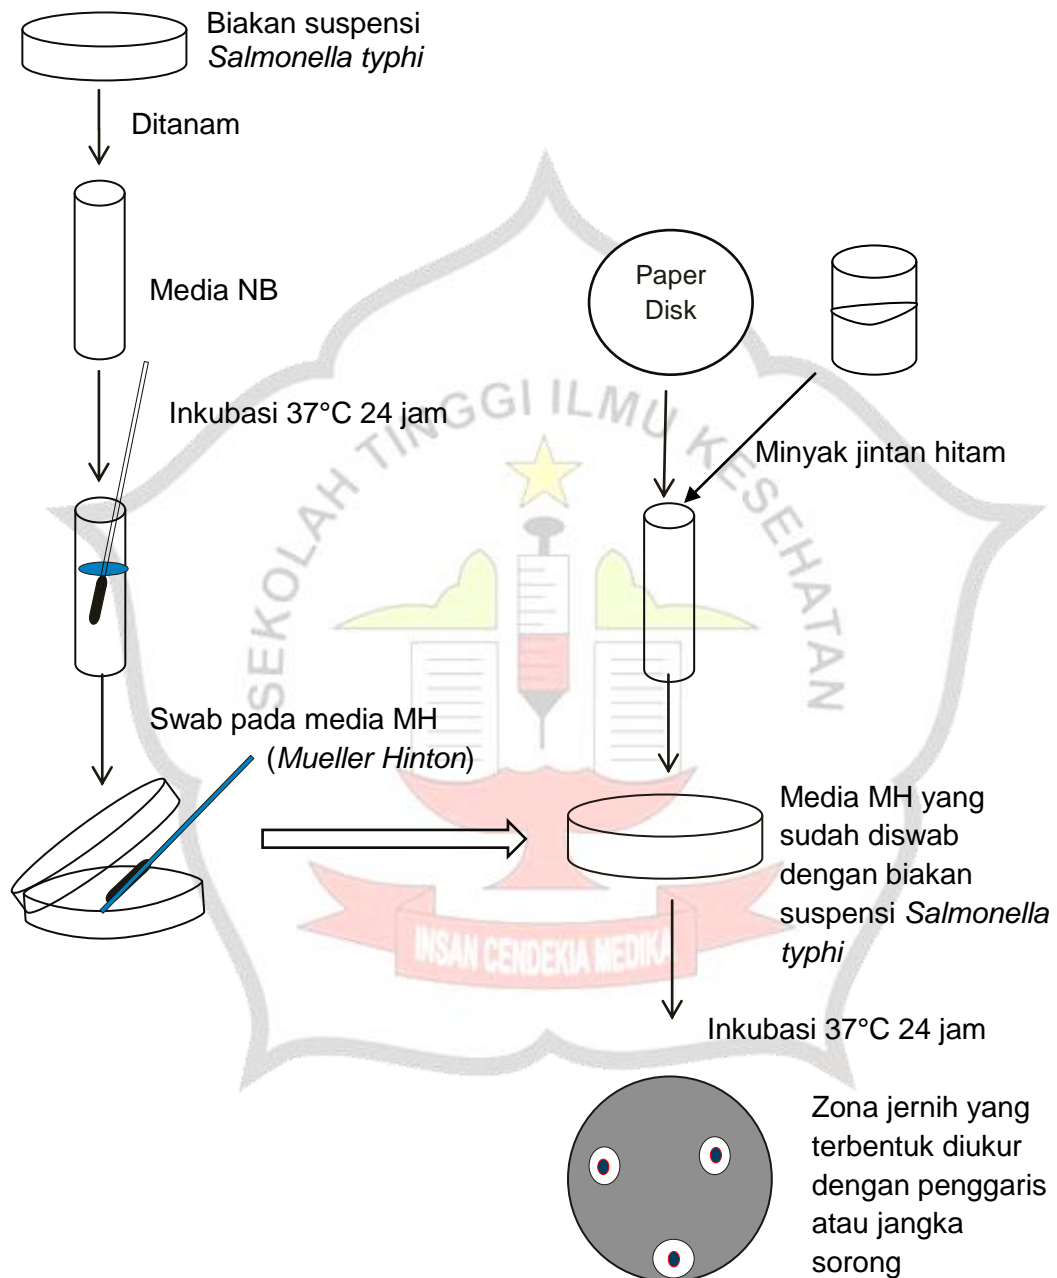 Biakan suspensi
Salmonella typhi
Ditanam
Media NB
Inkubasi 37°C 24 jam
Swab pada media MH
(Mueller Hinton)
Paper
Disk
Minyak jintan hitam
Media MH yang
sudah diswab
dengan biakan
suspensi Salmonella
typhi
Inkubasi 37°C 24 jam
Zona jernih yang
terbentuk diukur
dengan penggaris
atau jangka
sorong
SEKOLAH TINGGI ILMU KESEHATAN
INSAN CENDEKIA MEDIKA